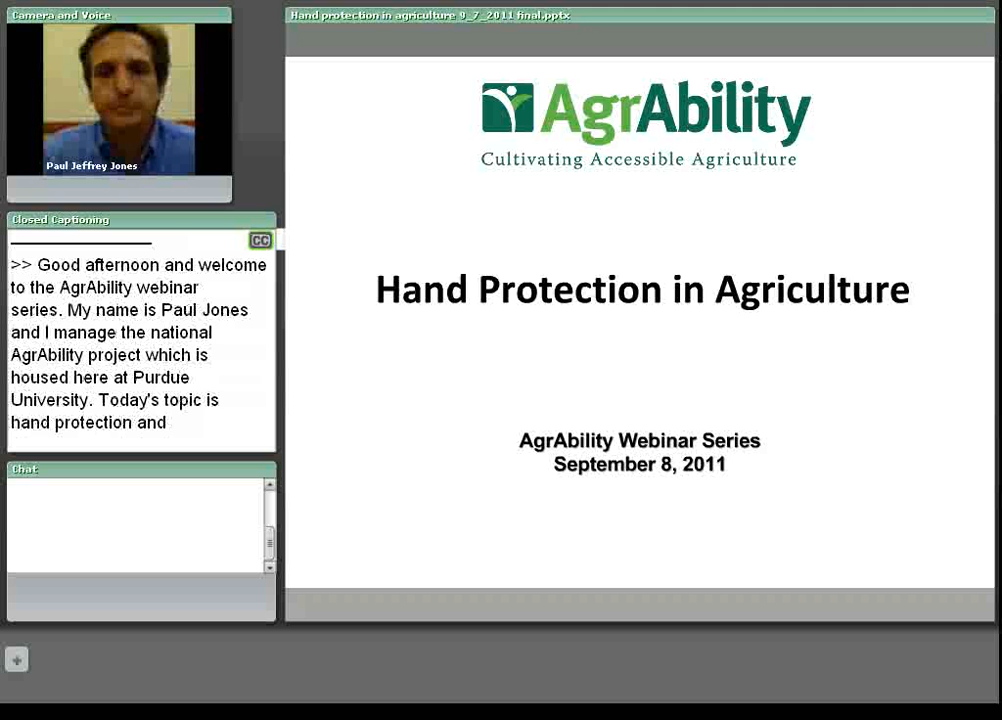 Camera and Voice
Paul Jeffrey Jones
Closed Captioning
CC
>> Good afternoon and welcome
to the AgrAbility webinar
series. My name is Paul Jones
and I manage the national
AgrAbility project which is
housed here at Purdue
University. Today's topic is
hand protection and
Chat
Hand protection in agriculture 9_7_2011 final.pptx
AgrAbility
Cultivating Accessible Agriculture
Hand Protection in Agriculture
AgrAbility Webinar Series
September 8, 2011